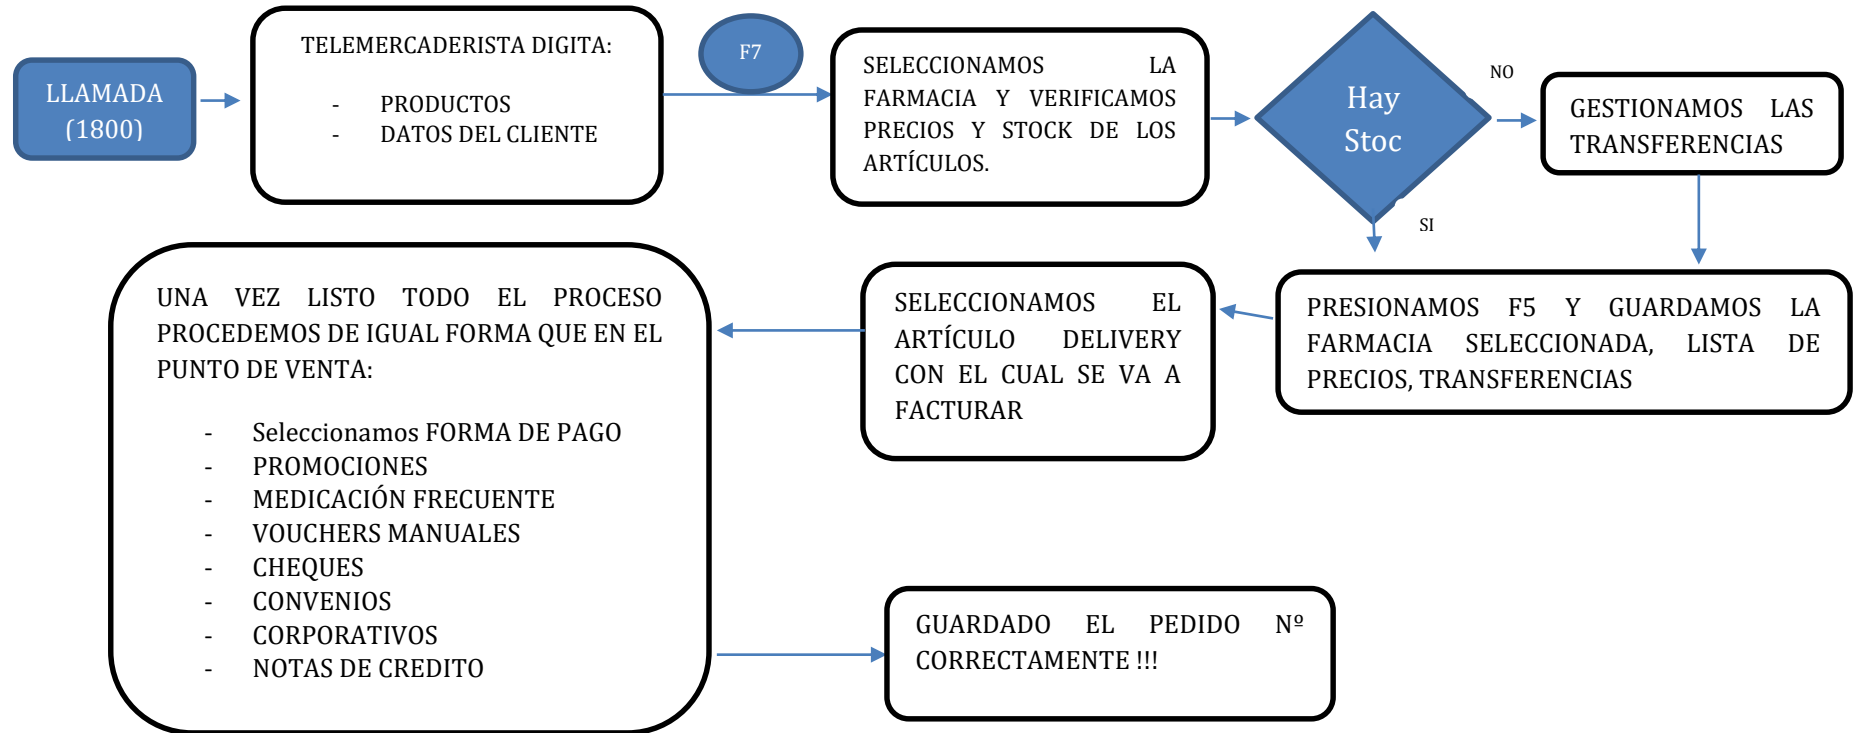 LLAMADA
(1800)
TELEMERCADERISTA DIGITA:
- PRODUCTOS
- DATOS DEL CLIENTE
F7
SELECCIONAMOS LA
FARMACIA Y VERIFICAMOS
PRECIOS Y STOCK DE LOS
ARTÍCULOS.
Hay
Stoc
NO
GESTIONAMOS LAS
TRANSFERENCIAS
SI
PRESIONAMOS F5 Y GUARDAMOS LA
FARMACIA SELECCIONADA, LISTA DE
PRECIOS, TRANSFERENCIAS
SELECCIONAMOS EL
ARTÍCULO DELIVERY
CON EL CUAL SE VA A
FACTURAR
UNA VEZ LISTO TODO EL PROCESO
PROCEDEMOS DE IGUAL FORMA QUE EN EL
PUNTO DE VENTA:
- Seleccionamos FORMA DE PAGO
- PROMOCIONES
- MEDICACIÓN FRECUENTE
- VOUCHERS MANUALES
- CHEQUES
- CONVENIOS
- CORPORATIVOS
- NOTAS DE CREDITO
GUARDADO EL PEDIDO Nº
CORRECTAMENTE !!!